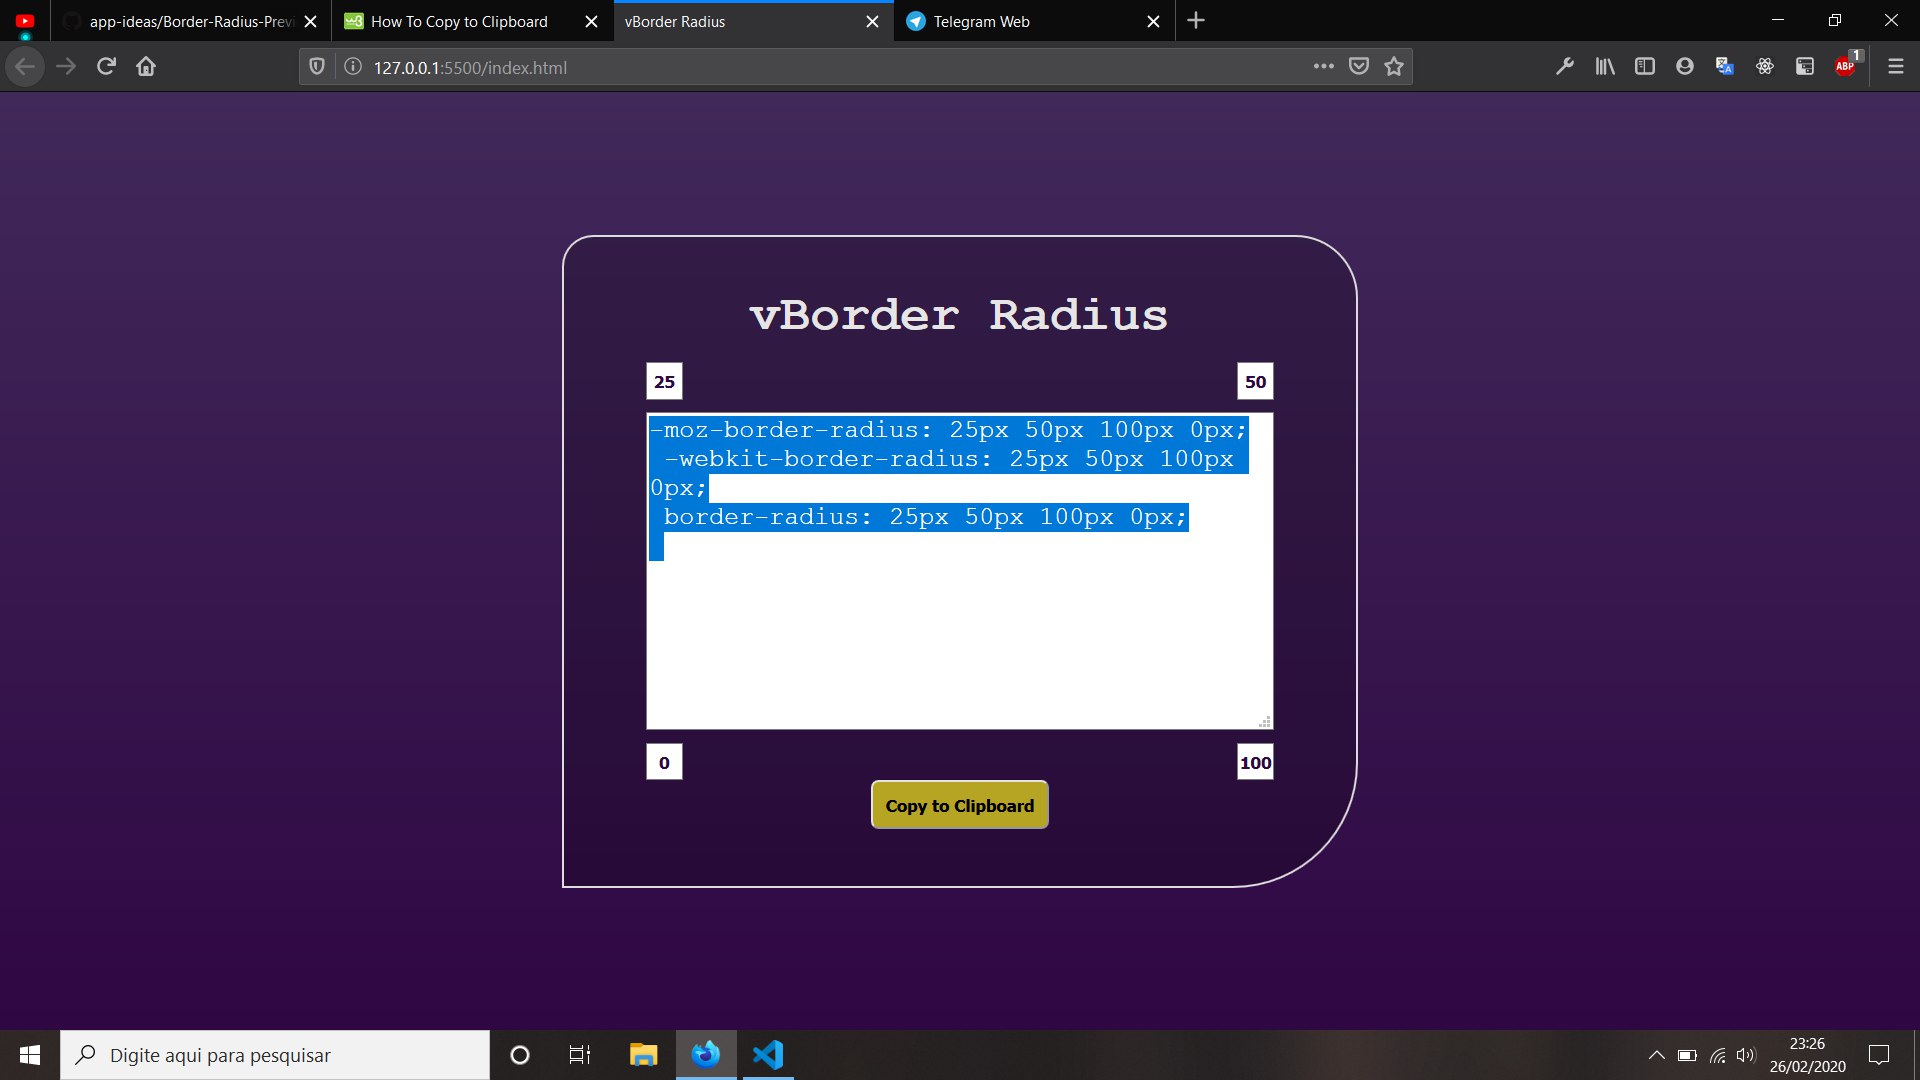 app-ideas/Border-Radius-Previ
How To Copy to Clipboard
vBorder Radius
Telegram Web
127.0.0.1:5500/index.html
ABP
1
vBorder Radius
25
50
-moz-border-radius: 25px 50px 100px 0px;
-webkit-border-radius: 25px 50px 100px
0px;
border-radius: 25px 50px 100px 0px;
0
100
Copy to Clipboard
Digite aqui para pesquisar
23:26
26/02/2020